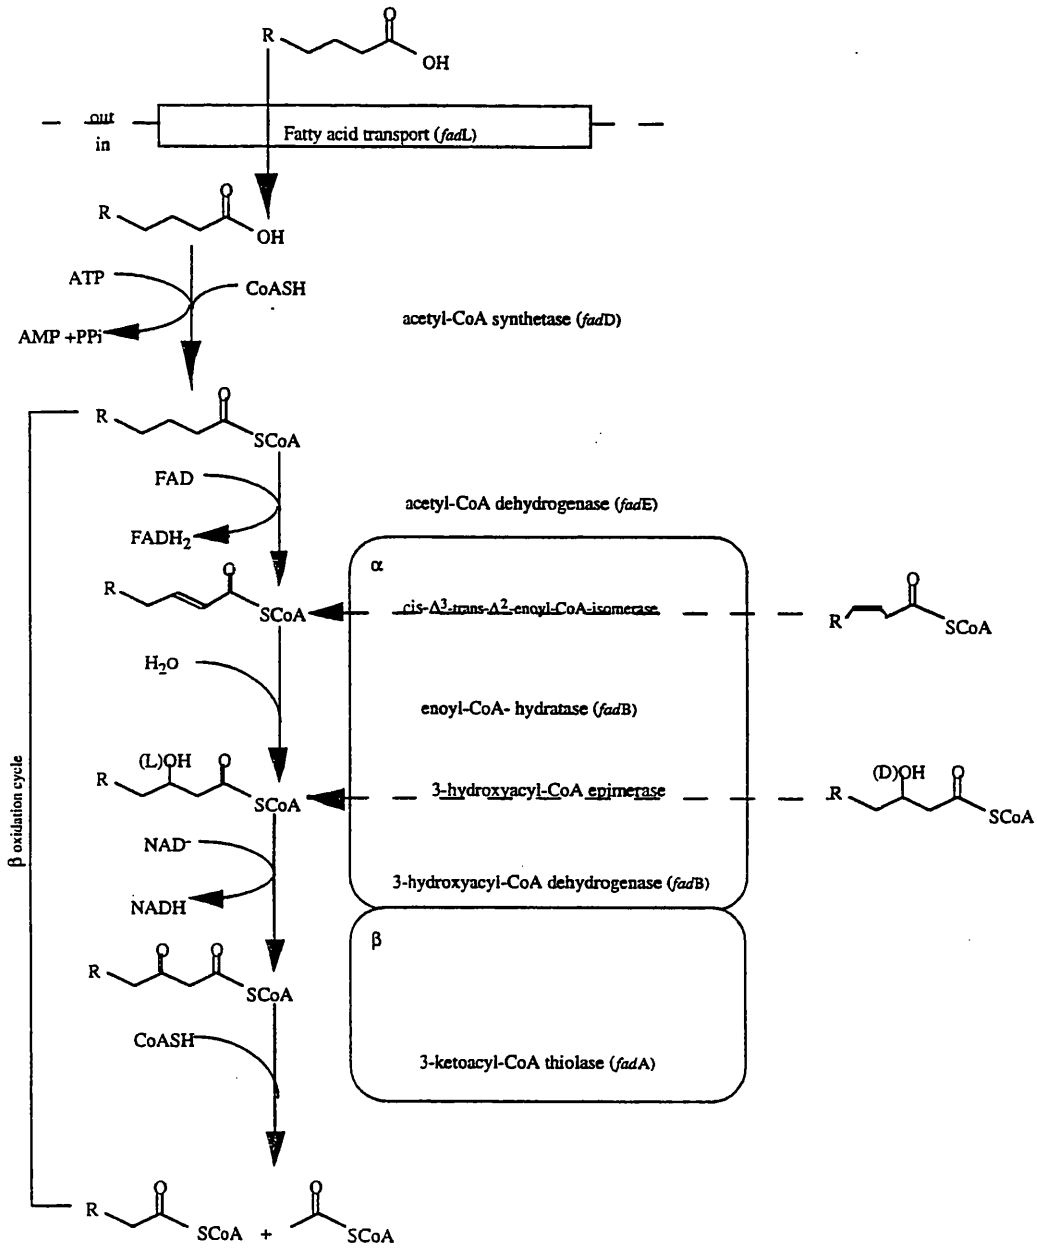 O
R
OH
out
in
Fatty acid transport (fadL)
O
R
OH
ATP
CoASH
AMP +PPi
acetyl-CoA synthetase (fadD)
O
R
SCoA
FAD
acetyl-CoA dehydrogenase (fadE)
FADH2
α
O
R
SCoA
cis-Δ3-trans-Δ2-enoyl-CoA-isomerase
O
R
SCoA
H2O
enoyl-CoA- hydratase (fadB)
(L)OH
O
R
SCoA
3-hydroxyacyl-CoA epimerase
(D)OH
O
R
SCoA
β oxidation cycle
NAD-
3-hydroxyacyl-CoA dehydrogenase (fadB)
NADH
β
O
O
R
SCoA
CoASH
3-ketoacyl-CoA thiolase (fadA)
O
R
SCoA
+
O
SCoA